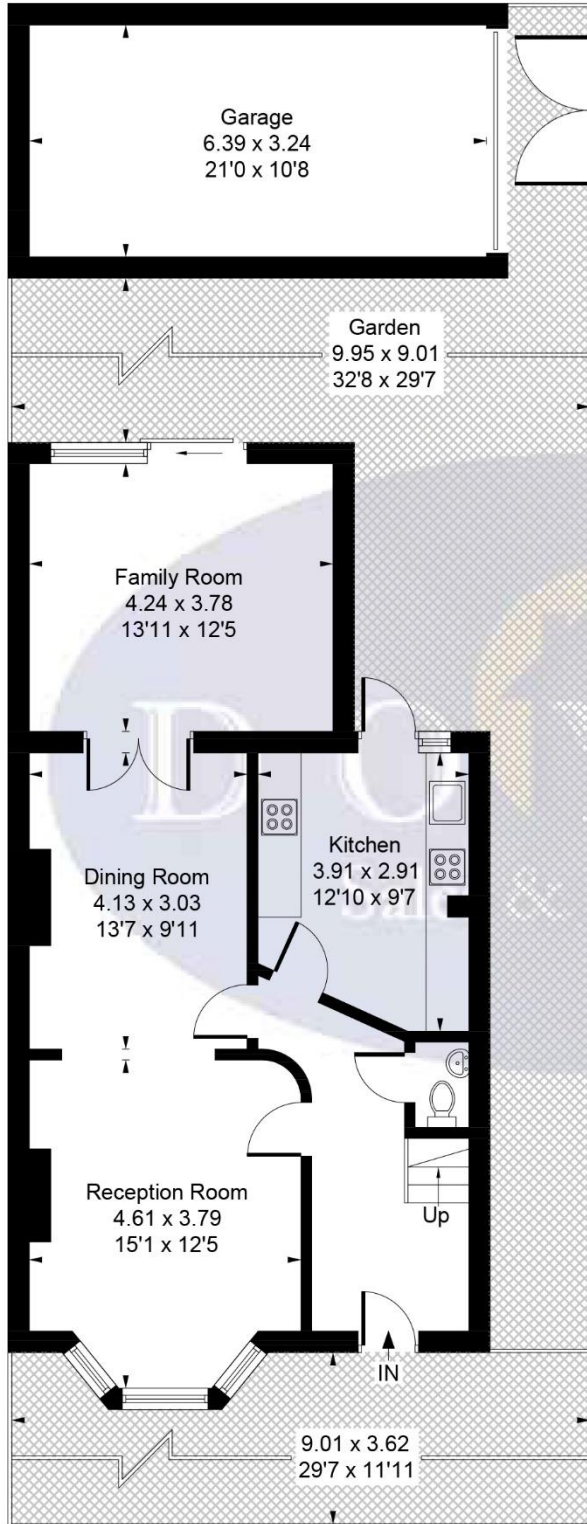 Garage
6.39 x 3.24
21'0 x 10'8
Garden
9.95 x 9.01
32'8 x 29'7
Family Room
4.24 x 3.78
13'11 x 12'5
D O
Dining Room
4.13 x 3.03
13'7 x 9'11
Kitchen
3.91 x 2.91
12'10 x 9'7
Sale &
Reception Room
4.61 x 3.79
15'1 x 12'5
Up
IN
9.01 x 3.62
29'7 x 11'11